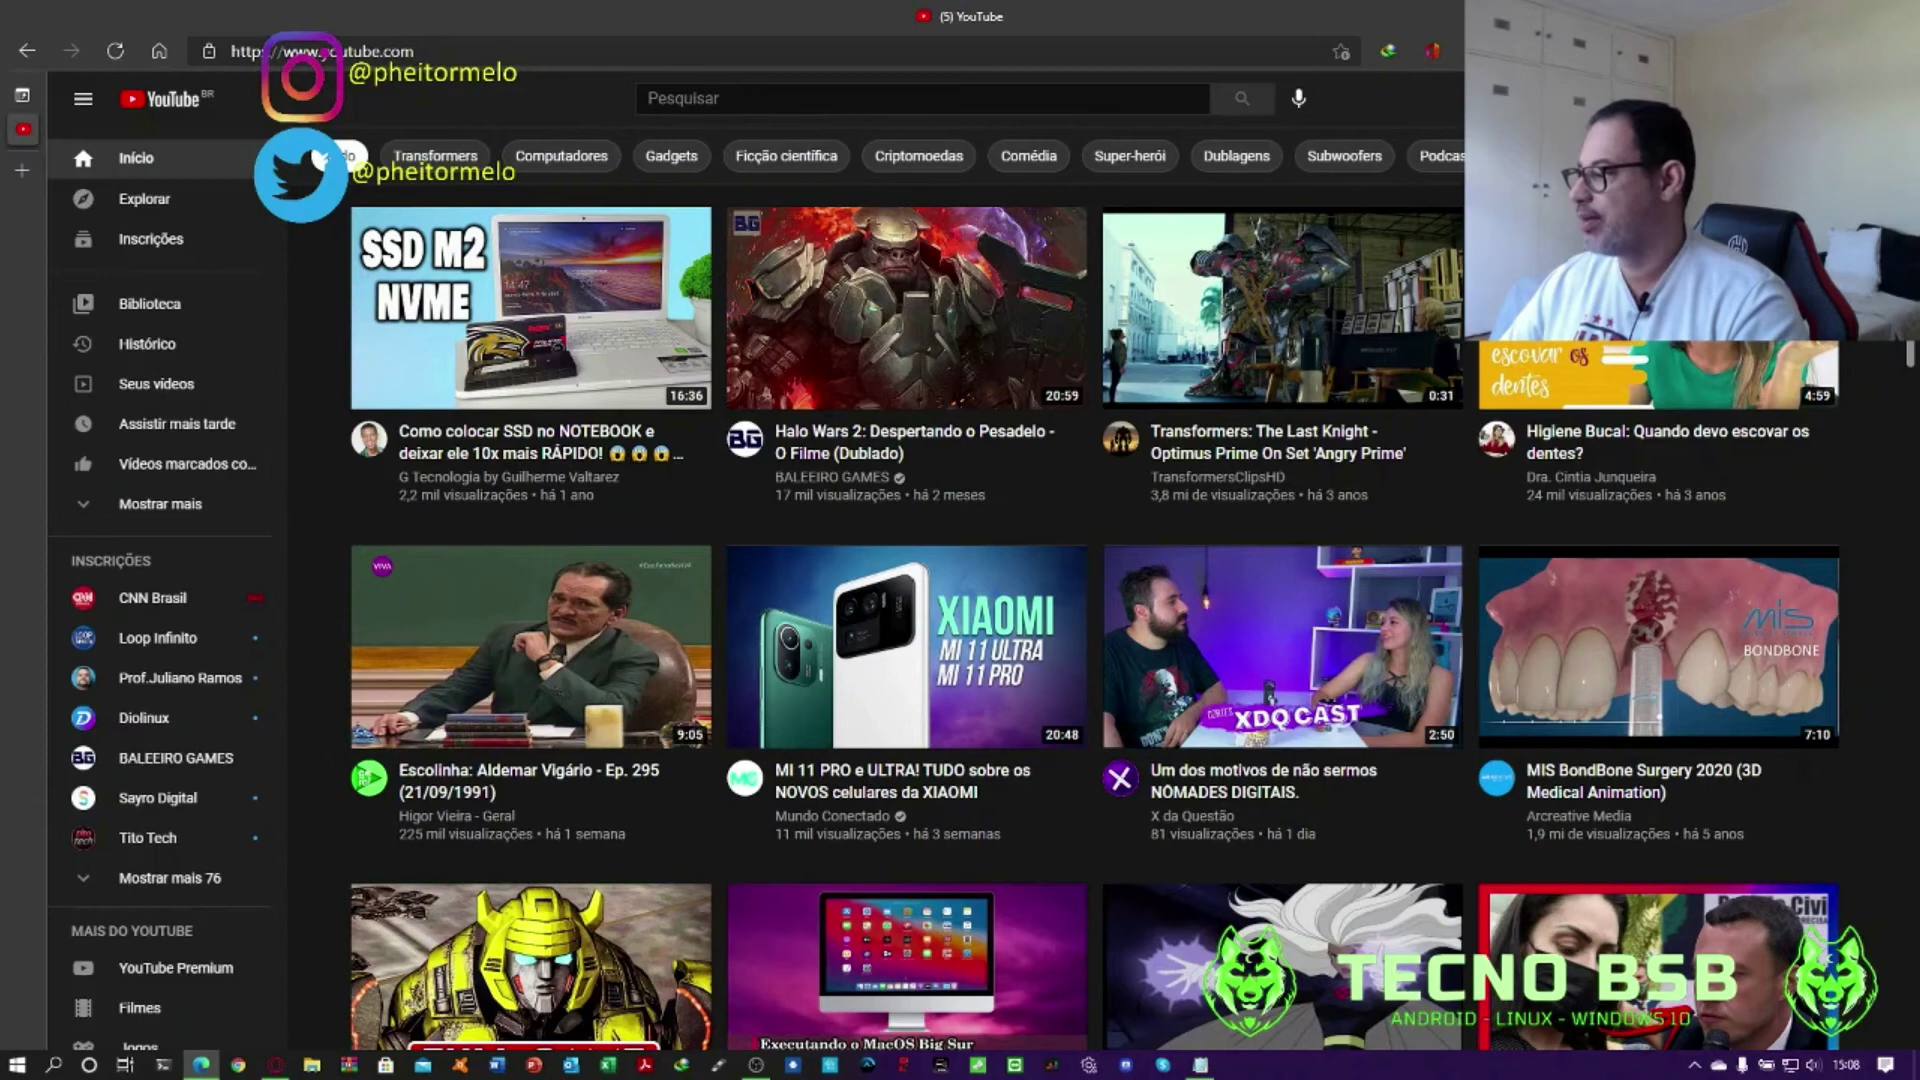 (5) YouTube
https://www.youtube.com
@pheitormelo
YouTube BR
Pesquisar
Transformers
Computadores
Gadgets
Ficção científica
Criptomoedas
Comédia
Super-herói
Dublagens
Subwoofers
Podcas
@pheitormelo
Início
Explorar
Inscrições
Biblioteca
Histórico
Seus vídeos
Assistir mais tarde
Vídeos marcados co...
Mostrar mais
INSCRIÇÕES
CNN Brasil
Loop Infinito
Prof.Juliano Ramos
Diolinux
BALEEIRO GAMES
Sayro Digital
Tito Tech
Mostrar mais 76
MAIS DO YOUTUBE
YouTube Premium
Filmes
Jogos
SSD M2
NVME
14:47
16:36
BG
20:59
0:31
escovar os
dentes
4:59
Como colocar SSD no NOTEBOOK e
deixar ele 10x mais RÁPIDO! 😱 😱 😱...
G Tecnologia by Guilherme Valtarez
2,2 mil visualizações • há 1 ano
BG
Halo Wars 2: Despertando o Pesadelo -
O Filme (Dublado)
BALEEIRO GAMES
17 mil visualizações • há 2 meses
Transformers: The Last Knight -
Optimus Prime On Set 'Angry Prime'
TransformersClipsHD
3,8 mi de visualizações • há 3 anos
Higiene Bucal: Quando devo escovar os
dentes?
Dra. Cintia Junqueira
24 mil visualizações • há 3 anos
VIVA
9:05
XIAOMI
MI 11 ULTRA
MI 11 PRO
20:48
XDQ CAST
2:50
MIS
BONDBONE
7:10
Escolinha: Aldemar Vigário - Ep. 295
(21/09/1991)
Higor Vieira - Geral
225 mil visualizações • há 1 semana
MI 11 PRO e ULTRA! TUDO sobre os
NOVOS celulares da XIAOMI
Mundo Conectado
11 mil visualizações • há 3 semanas
Um dos motivos de não sermos
NÔMADES DIGITAIS.
X da Questão
81 visualizações • há 1 dia
MIS BondBone Surgery 2020 (3D
Medical Animation)
Arcreative Media
1,9 mi de visualizações • há 5 anos
Executando o MacOS Big Sur
Civi
TECNO BSB
ANDROID - LINUX - WINDOWS 10
15:08